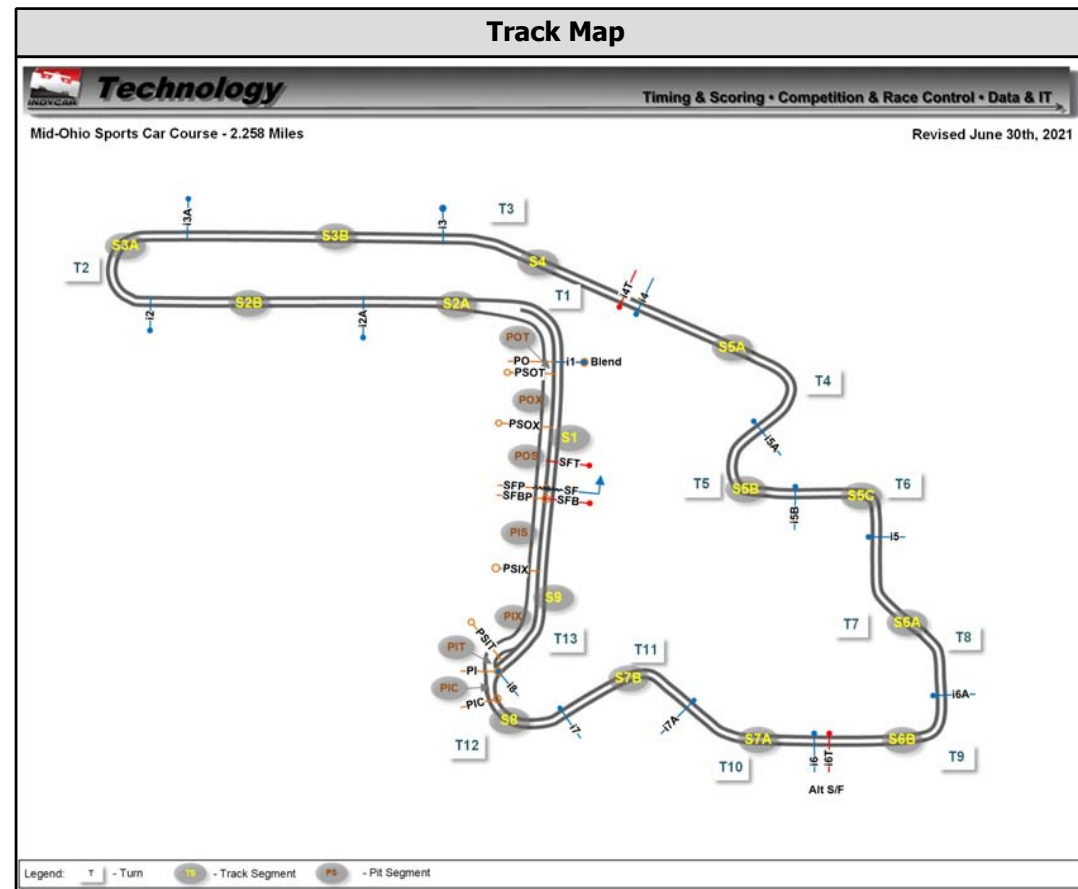 Track Map
INDYCAR
Technology
Timing & Scoring • Competition & Race Control • Data & IT
Mid-Ohio Sports Car Course - 2.258 Miles
Revised June 30th, 2021
i3A
i3
T3
S3A
S3B
S4
T2
T1
i4T
i4
i2
S2B
i2A
S2A
POT
PO
i1
Blend
PSOT
S5A
T4
POX
PSOX
S1
i5A
POS
SFT
SFP
SF
SFBP
SFB
T5
S5B
i5B
S5C
T6
PIS
i5
PSIX
S9
PIX
T7
S6A
T8
PSIT
T13
PIT
PI
i8
T11
S7B
PIC
PIC
S8
i7
i7A
i6A
T12
S7A
i6
i6T
S6B
T10
T9
Alt S/F
Legend: T - Turn TS - Track Segment PS - Pit Segment